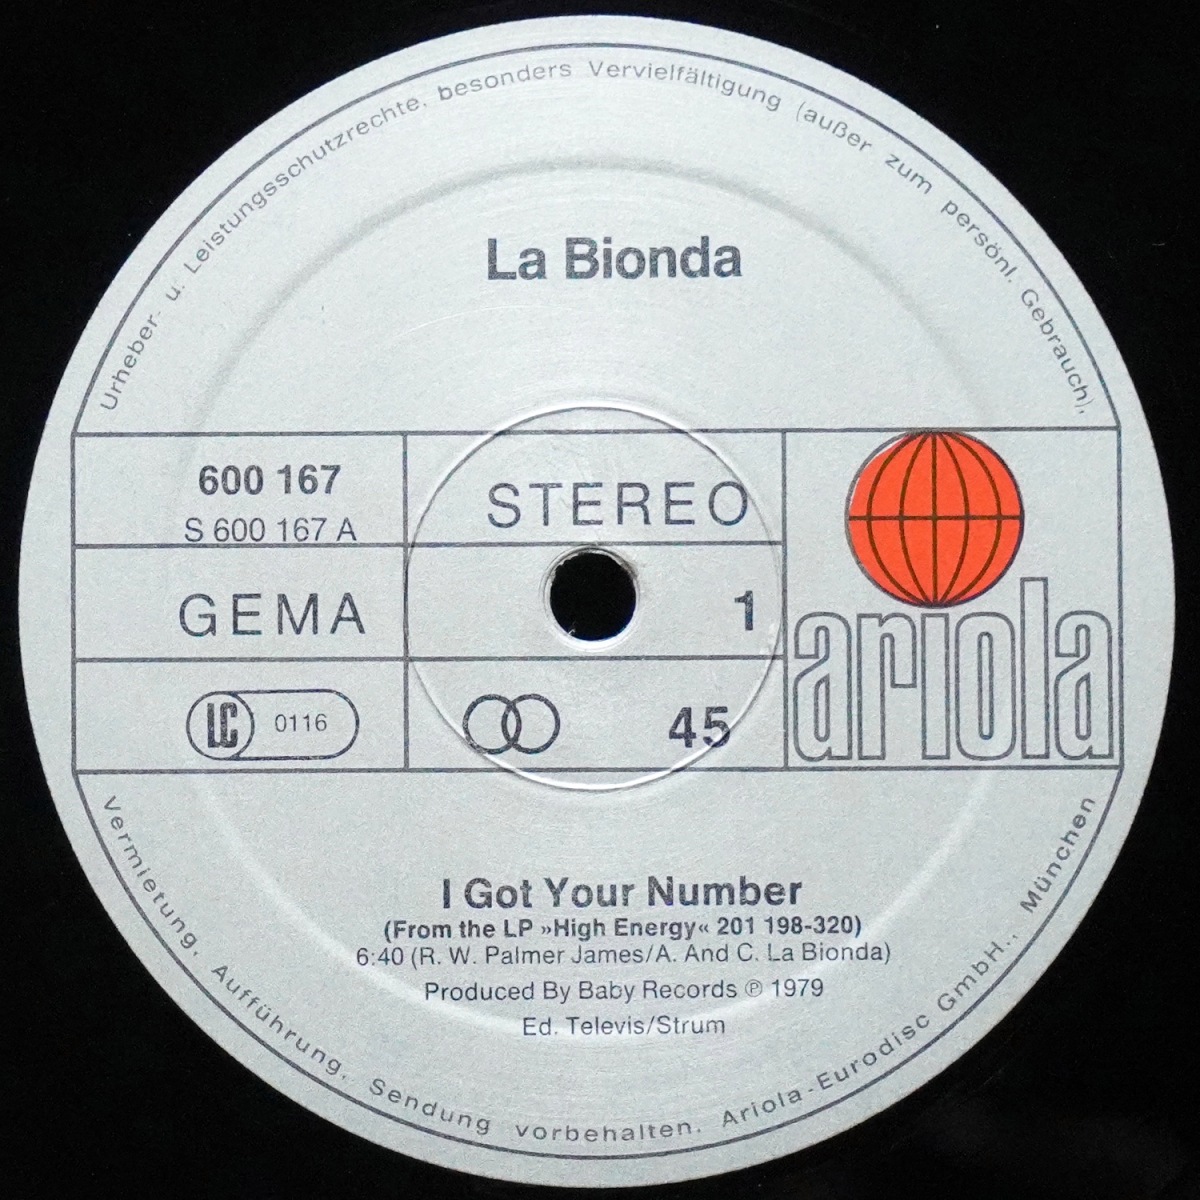 Urheber- u. Leistungsschutzrechte, besonders Vervielfältigung (außer zum persönl. Gebrauch),
La Bionda
600 167
S 600 167 A
STEREO
GEMA
1
LC 0116
45
ariola
I Got Your Number
(From the LP »High Energy« 201 198-320)
6:40 (R. W. Palmer James/A. And C. La Bionda)
Produced By Baby Records ℗ 1979
Ed. Televis/Strum
Vermietung, Aufführung, Sendung vorbehalten. Ariola-Eurodisc GmbH., München